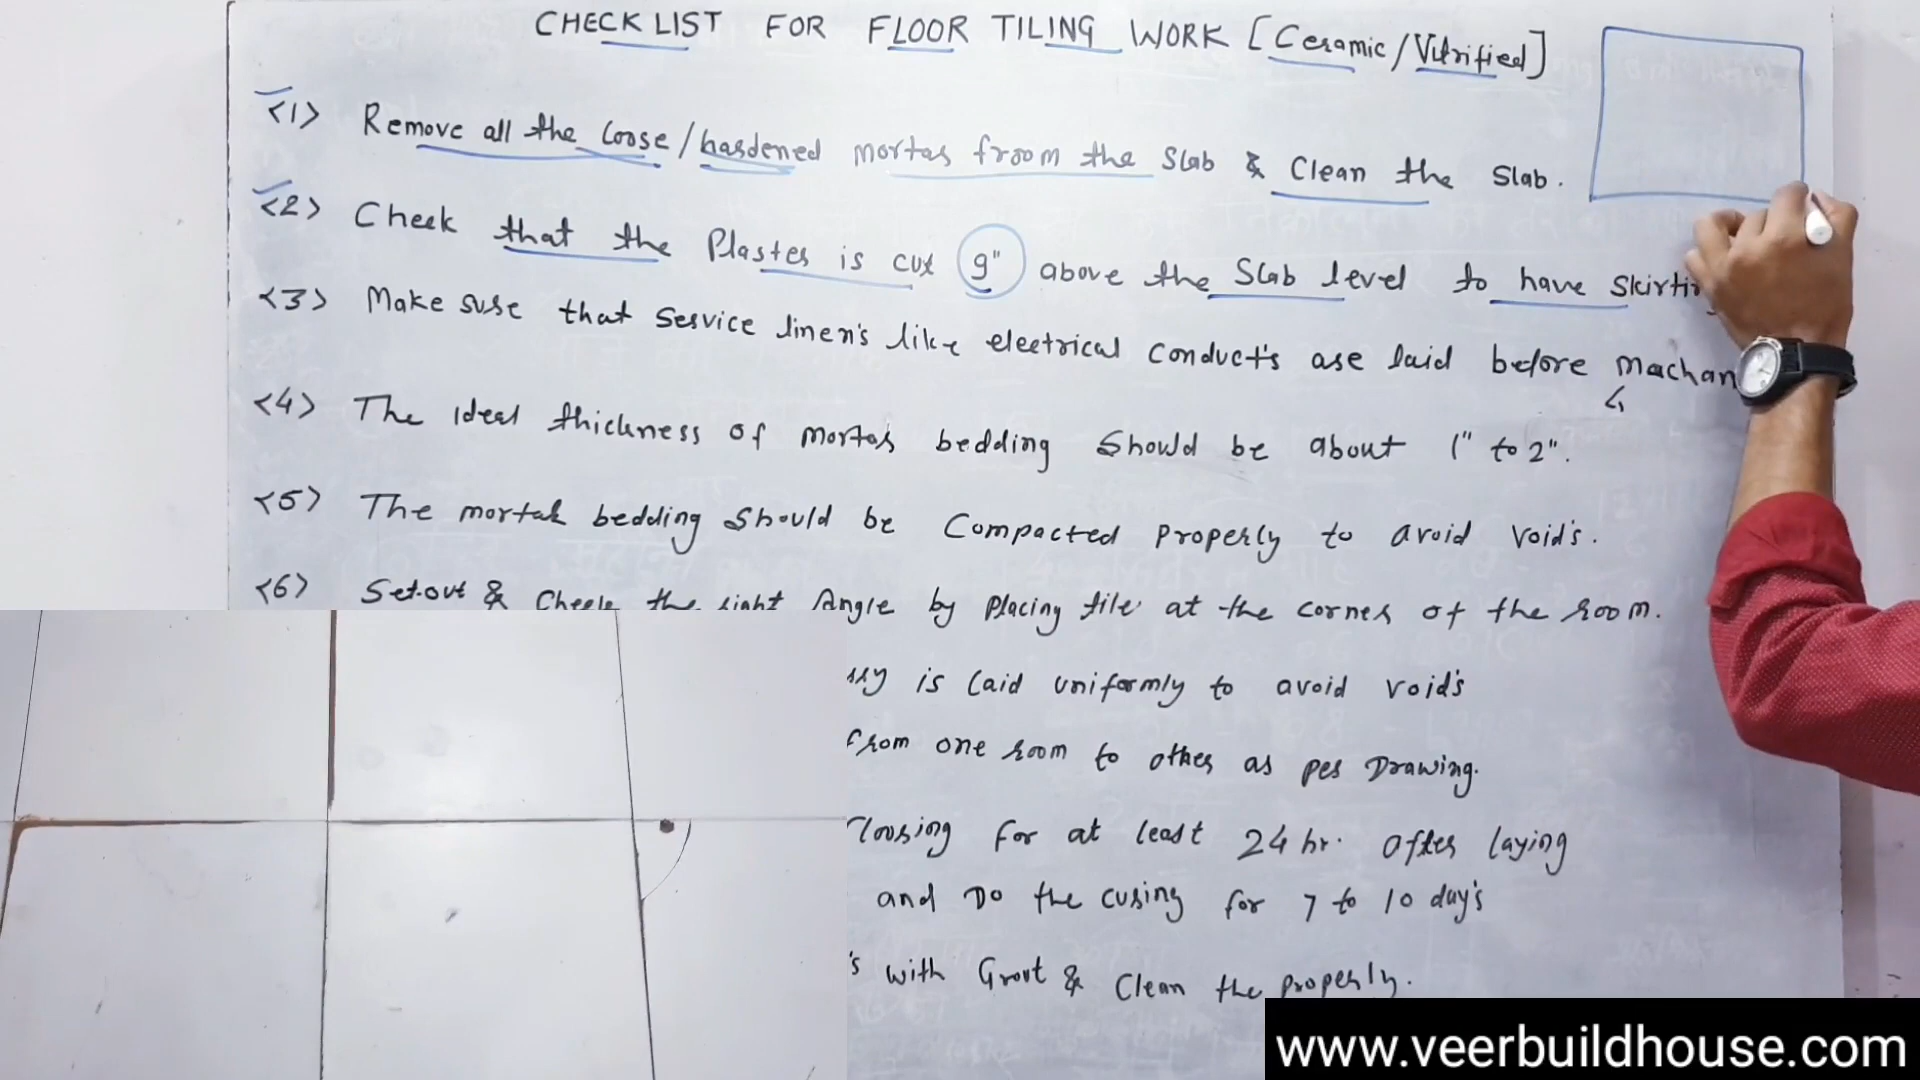 CHECK LIST FOR FLOOR TILING WORK [Ceramic/Vitrified]
<1> Remove all the loose/hardened mortar froom the Slab & Clean the Slab.
<2> Check that the Plaster is cut 9" above the Slab level to have Skirti
<3> Make sure that service linen's like electrical conduct's are laid before machan
<4> The ideal thickness of mortar bedding Should be about 1" to 2".
<5> The mortar bedding Should be Compacted Properly to avoid Void's.
<6> Set-out & Check the right Angle by Placing tile at the corner of the room.
is laid uniformly to avoid Void's
from one room to other as per Drawing.
for at least 24 hr. after laying
and Do the curing for 7 to 10 day's
's with Grout & Clean the properly.
www.veerbuildhouse.com